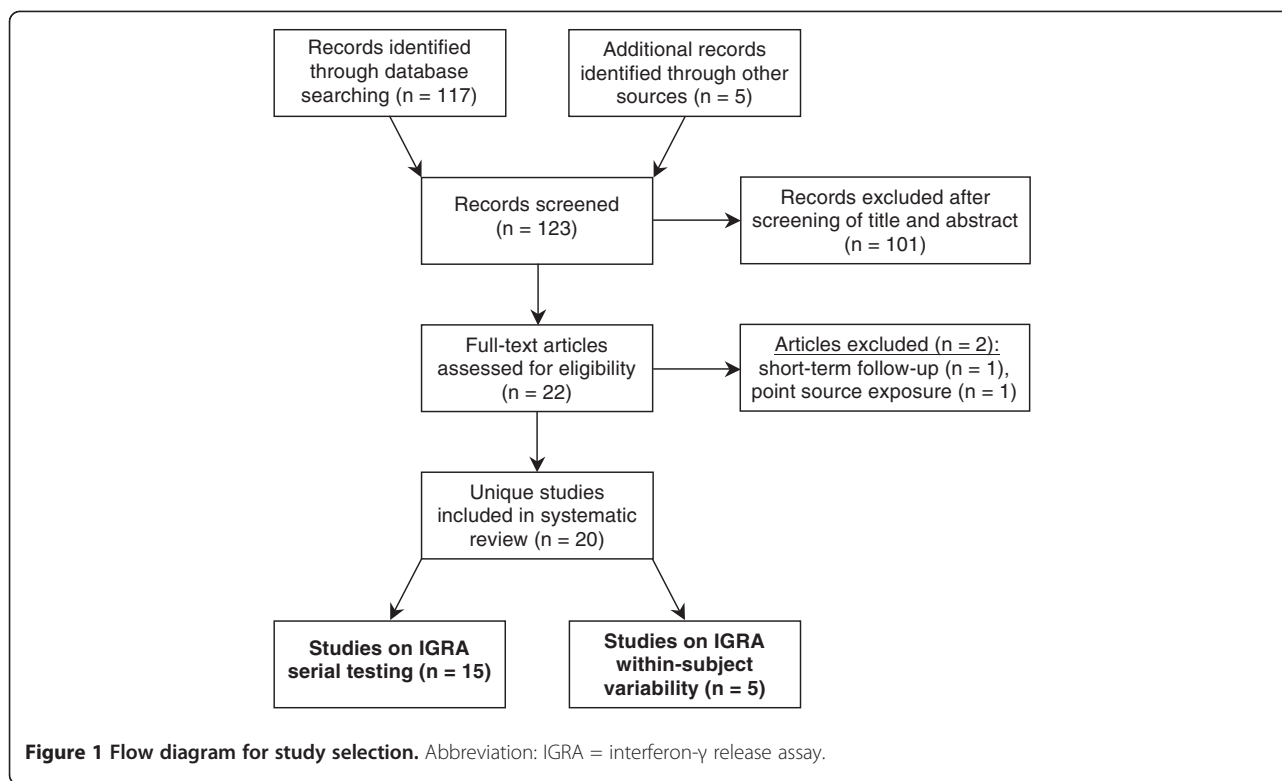 Records identified
through database
searching (n = 117)
Additional records
identified through other
sources (n = 5)
Records screened
(n = 123)
Records excluded after
screening of title and abstract
(n = 101)
Full-text articles
assessed for eligibility
(n = 22)
Articles excluded (n = 2):
short-term follow-up (n = 1),
point source exposure (n = 1)
Unique studies
included in systematic
review (n = 20)
Studies on IGRA
serial testing (n = 15)
Studies on IGRA
within-subject
variability (n = 5)
Figure 1 Flow diagram for study selection. Abbreviation: IGRA = interferon-γ release assay.